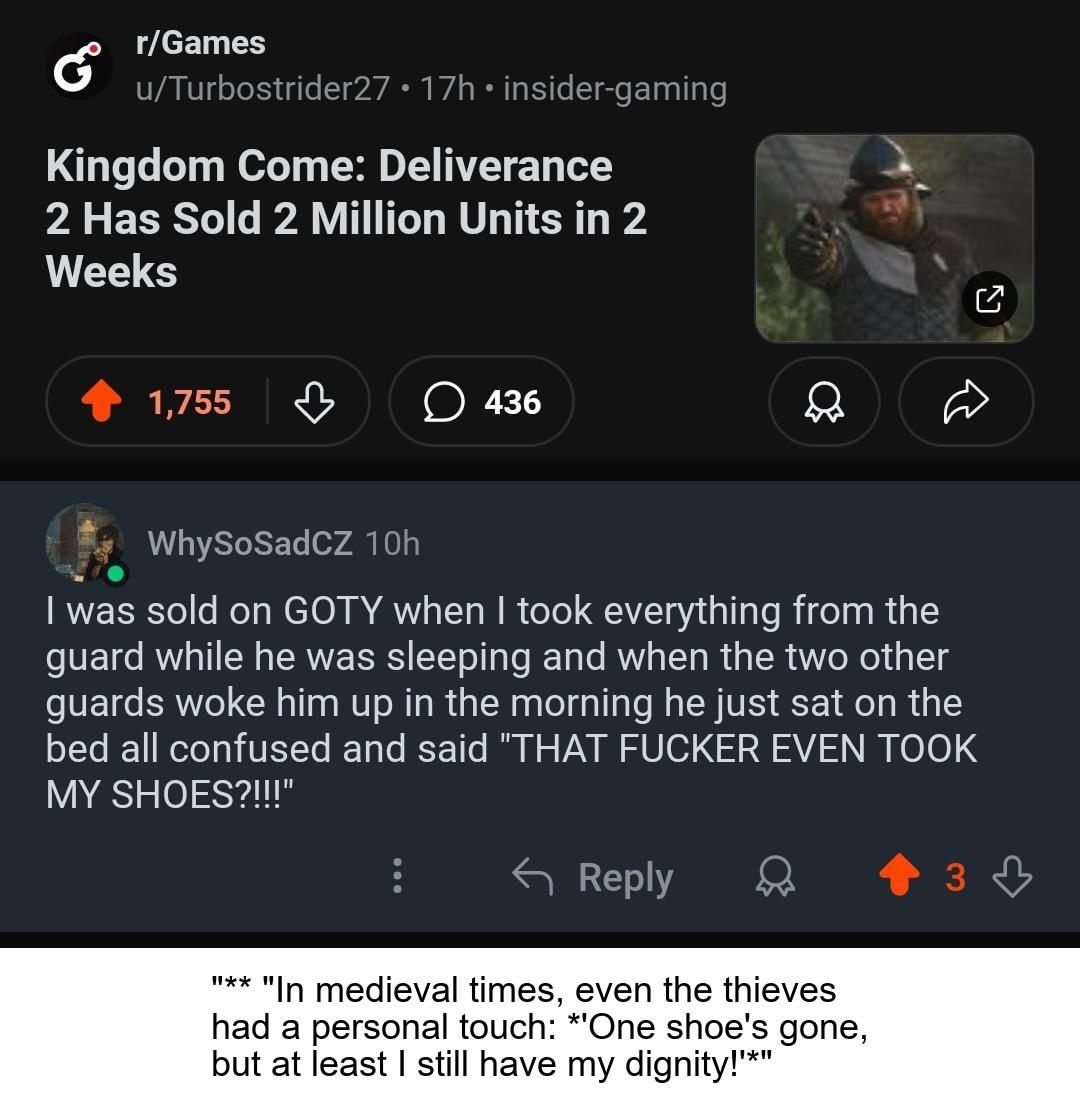 r/Games
u/Turbostrider27 • 17h • insider-gaming
Kingdom Come: Deliverance
2 Has Sold 2 Million Units in 2
Weeks
1,755
436
WhySoSadCZ 10h
I was sold on GOTY when I took everything from the
guard while he was sleeping and when the two other
guards woke him up in the morning he just sat on the
bed all confused and said "THAT FUCKER EVEN TOOK
MY SHOES?!!!"
Reply
3
"** "In medieval times, even the thieves
had a personal touch: *'One shoe's gone,
but at least I still have my dignity!'*"